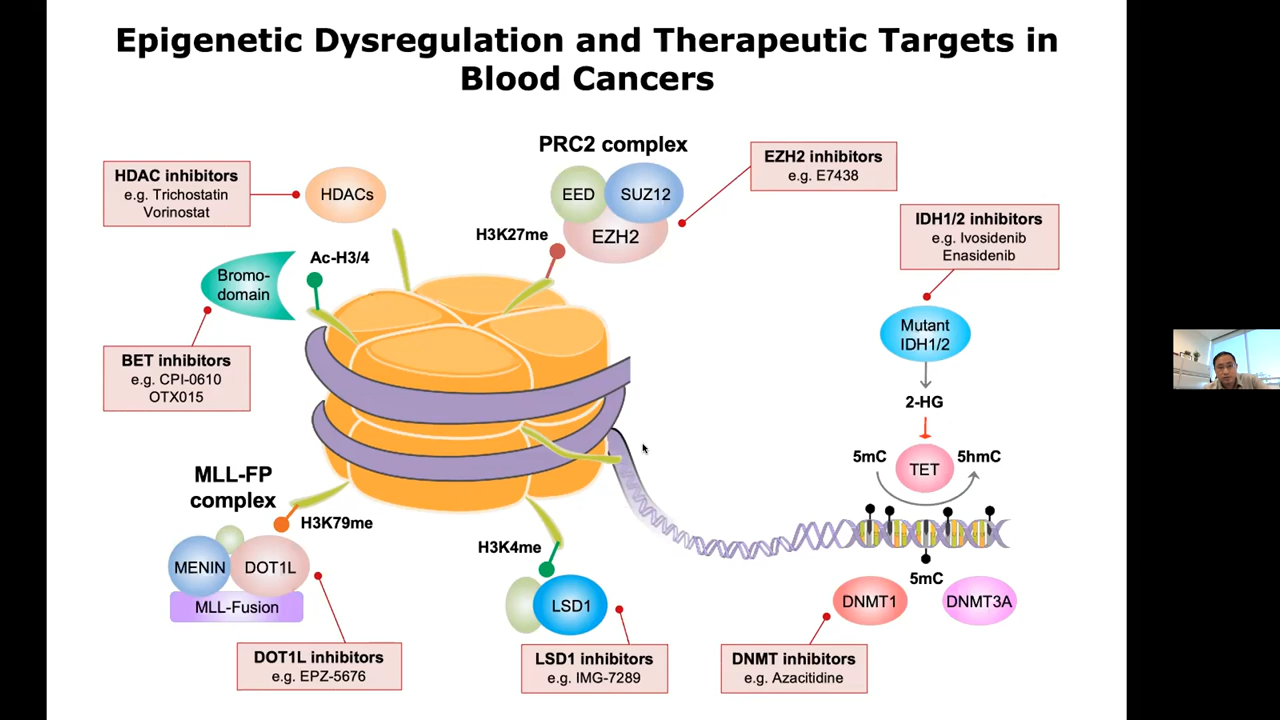 Epigenetic Dysregulation and Therapeutic Targets in
Blood Cancers
HDAC inhibitors
e.g. Trichostatin
Vorinostat
HDACs
PRC2 complex
EED
SUZ12
EZH2
EZH2 inhibitors
e.g. E7438
H3K27me
IDH1/2 inhibitors
e.g. Ivosidenib
Enasidenib
Bromo-
domain
Ac-H3/4
BET inhibitors
e.g. CPI-0610
OTX015
Mutant
IDH1/2
2-HG
5mC
TET
5hmC
MLL-FP
complex
H3K79me
MENIN
DOT1L
MLL-Fusion
DOT1L inhibitors
e.g. EPZ-5676
H3K4me
LSD1
LSD1 inhibitors
e.g. IMG-7289
5mC
DNMT1
DNMT3A
DNMT inhibitors
e.g. Azacitidine